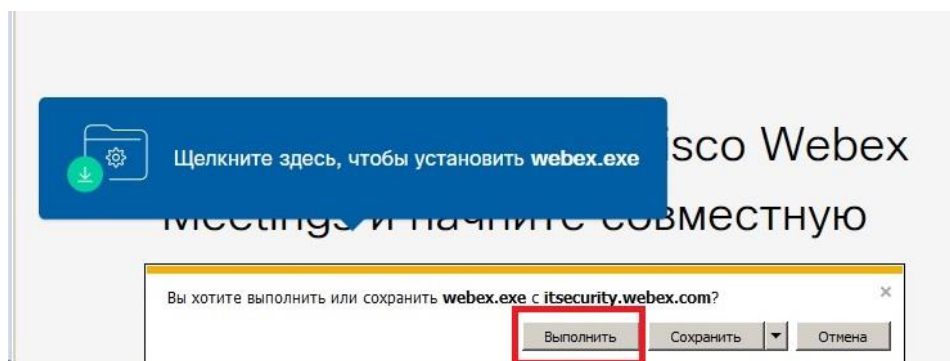 Щелкните здесь, чтобы установить webex.exe
isco Webex
Meetings и начните совместную
Вы хотите выполнить или сохранить webex.exe с itsecurity.webex.com?
Выполнить Сохранить Отмена